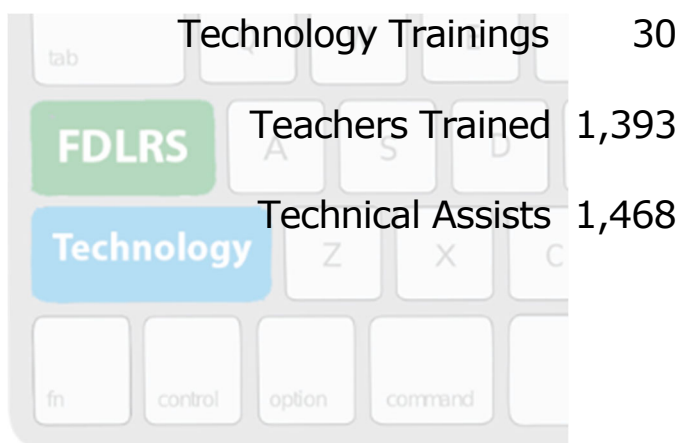 tab
Technology Trainings 30
FDLRS A S D
Teachers Trained 1,393
Technical Assists 1,468
Technology Z X C
fn control option command